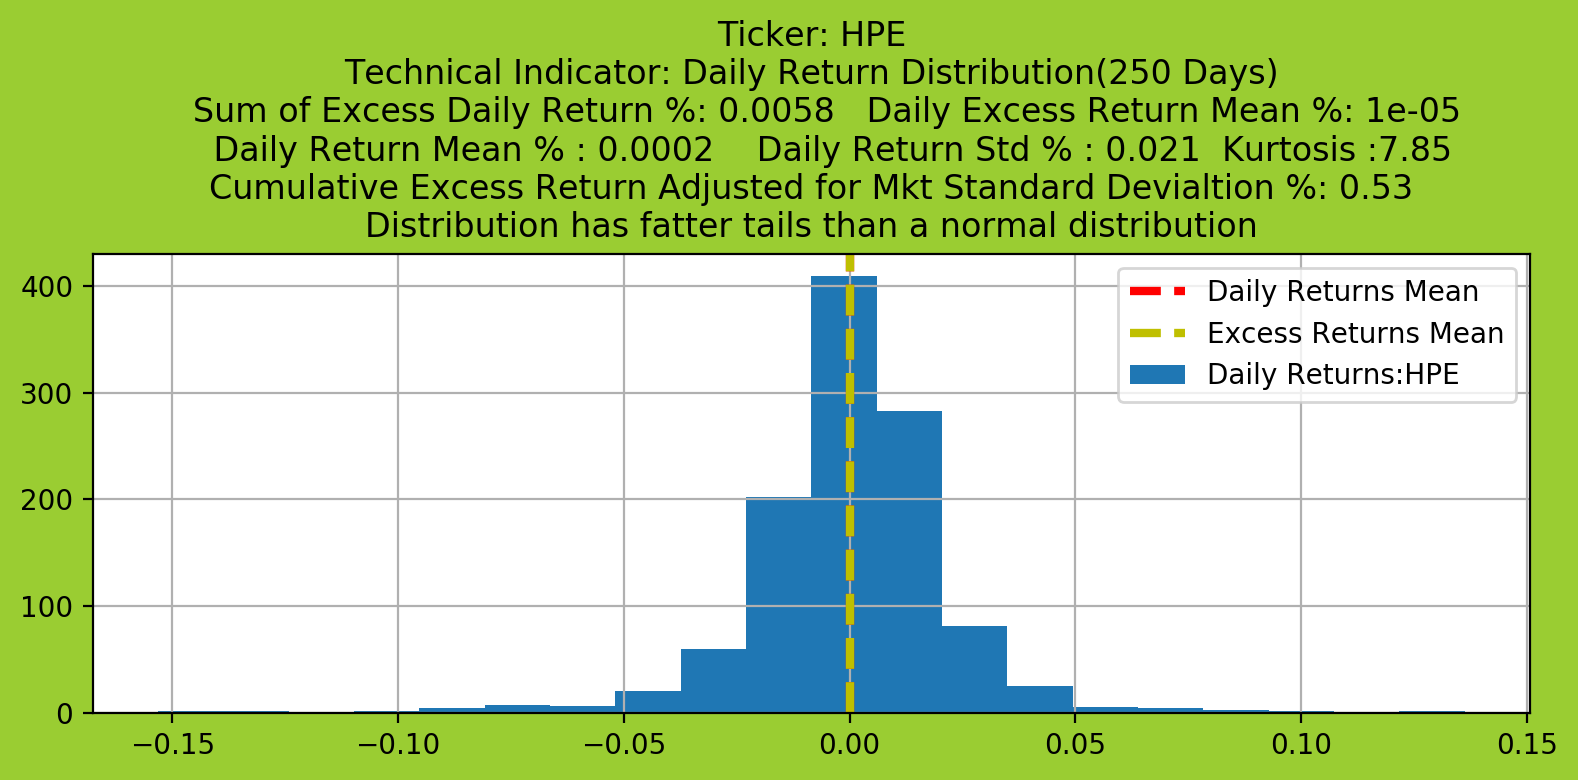 Ticker: HPE
Technical Indicator: Daily Return Distribution(250 Days)
Sum of Excess Daily Return %: 0.0058   Daily Excess Return Mean %: 1e-05
Daily Return Mean % : 0.0002    Daily Return Std % : 0.021  Kurtosis :7.85
Cumulative Excess Return Adjusted for Mkt Standard Devialtion %: 0.53
Distribution has fatter tails than a normal distribution
Daily Returns Mean
Excess Returns Mean
Daily Returns:HPE
400
300
200
100
0
−0.15 −0.10 −0.05 0.00 0.05 0.10 0.15